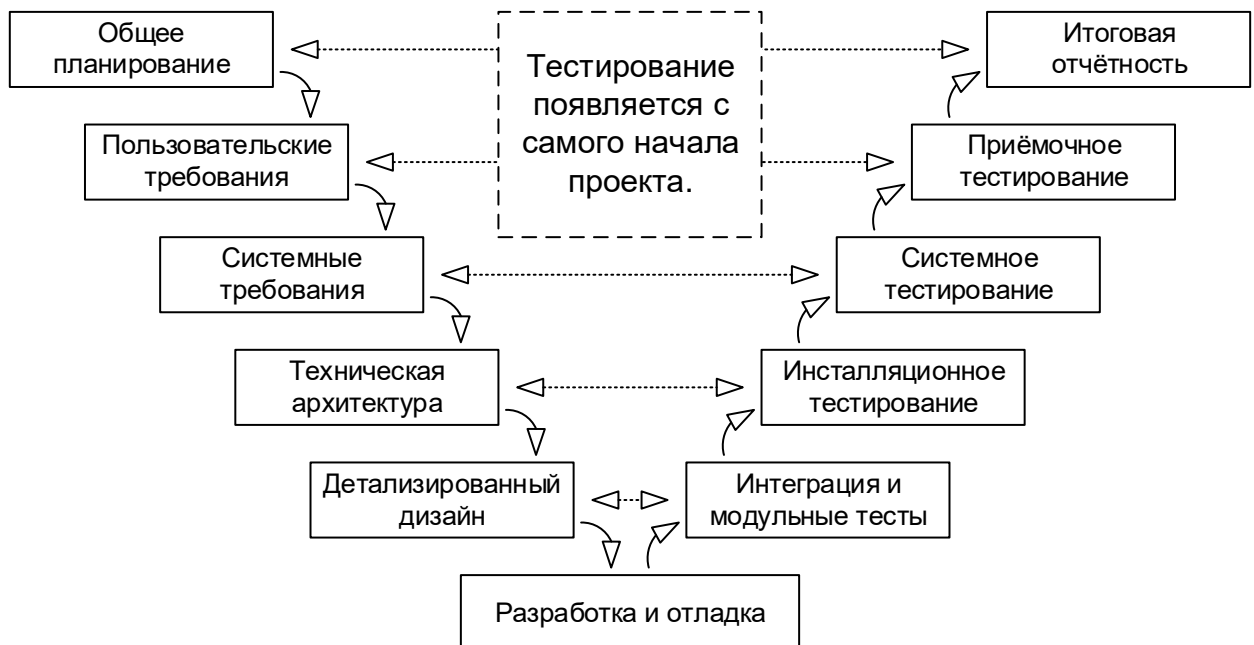 Общее
планирование
Тестирование
появляется с
самого начала
проекта.
Итоговая
отчётность
Пользовательские
требования
Приёмочное
тестирование
Системные
требования
Системное
тестирование
Техническая
архитектура
Инсталляционное
тестирование
Детализированный
дизайн
Интеграция и
модульные тесты
Разработка и отладка